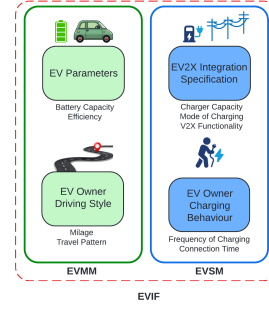 EV Parameters
Battery Capacity
Efficiency
EV Owner
Driving Style
Milage
Travel Pattern
EVMM
EV2X Integration
Specification
Charger Capacity
Mode of Charging
V2X Functionality
EV Owner
Charging
Behaviour
Frequency of Charging
Connection Time
EVSM
EVIF